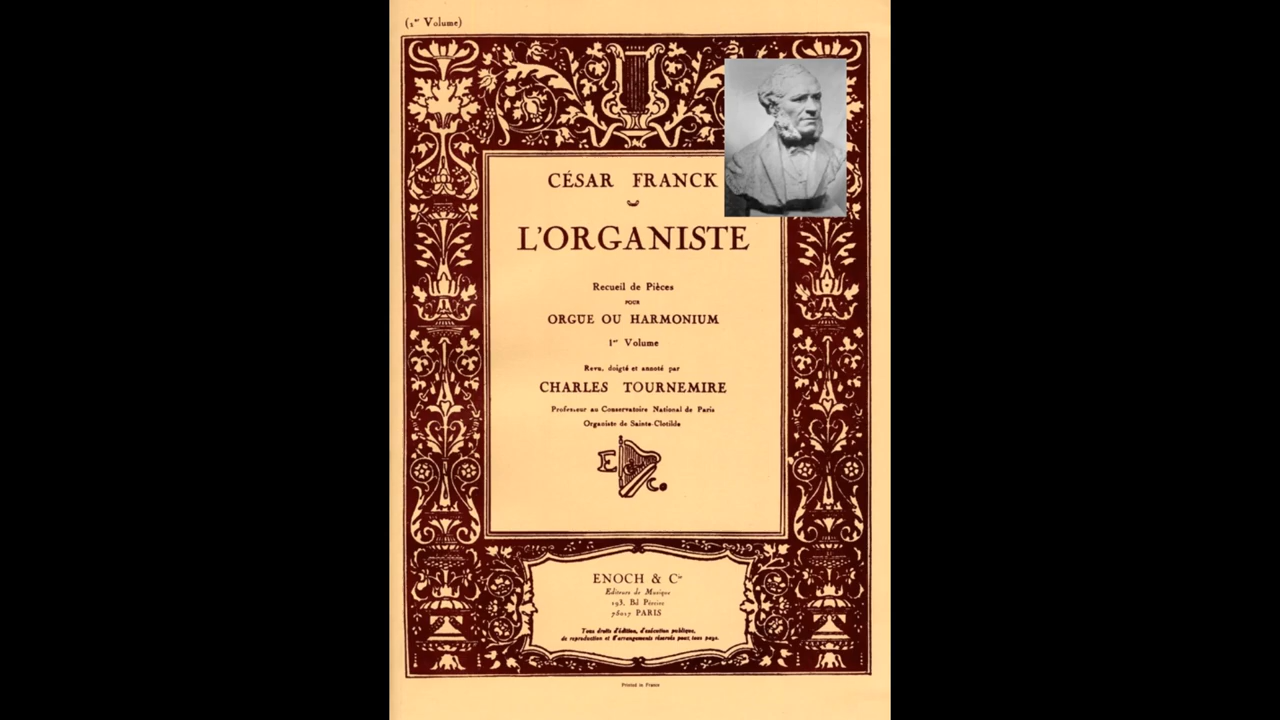 (1er Volume)
CÉSAR FRANCK
L'ORGANISTE
Recueil de Pièces
POUR
ORGUE OU HARMONIUM
1er Volume
Revu, doigté et annoté par
CHARLES TOURNEMIRE
Professeur au Conservatoire National de Paris
Organiste de Sainte-Clotilde
E & Co
ENOCH & Cie
Editeurs de Musique
193, Bd Péreire
75017 PARIS
Tous droits d'édition, d'exécution publique,
de reproduction et d'arrangements réservés pour tous pays.
Printed in France